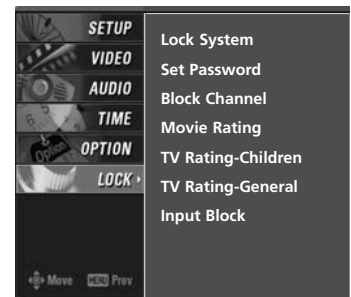 SETUP
VIDEO
AUDIO
TIME
OPTION
LOCK
Move MENU Prev
Lock System
Set Password
Block Channel
Movie Rating
TV Rating-Children
TV Rating-General
Input Block